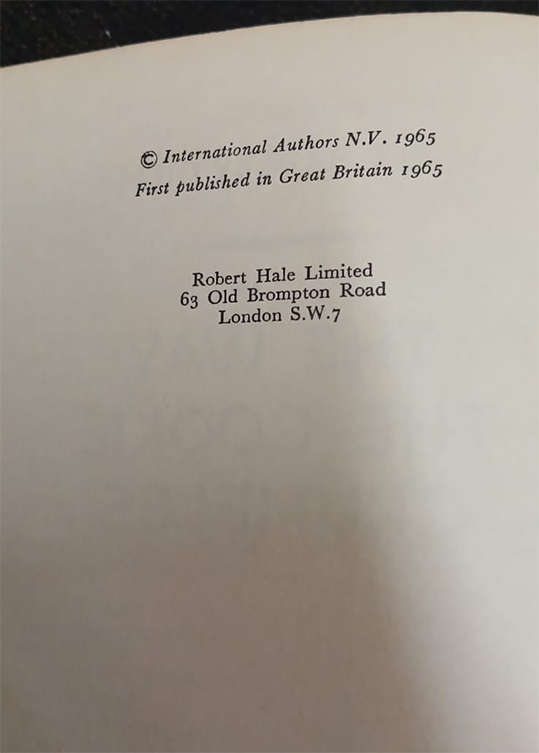 © International Authors N.V. 1965
First published in Great Britain 1965
Robert Hale Limited
63 Old Brompton Road
London S.W.7